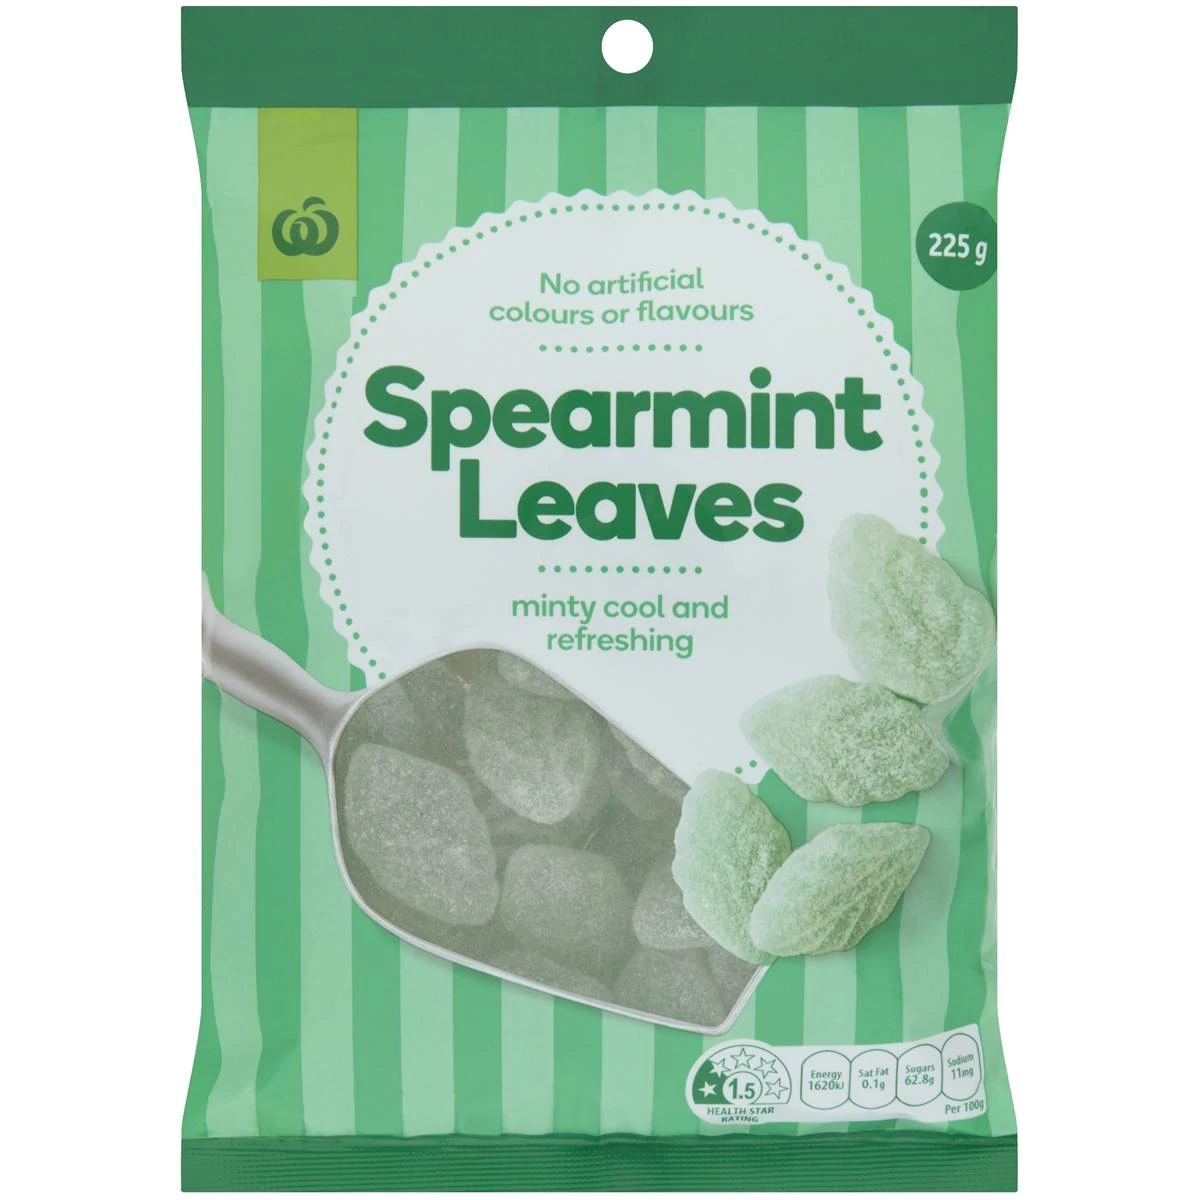 225 g
No artificial
colours or flavours
Spearmint
Leaves
minty cool and
refreshing
1.5
HEALTH STAR
RATING
Energy
1620kJ
Sat Fat
0.1g
Sugars
62.8g
Sodium
11mg
Per 100g